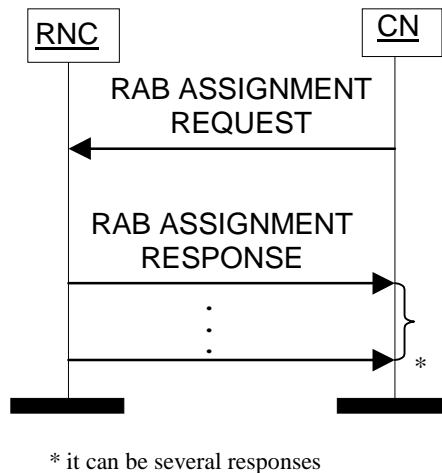 RNC
CN
RAB ASSIGNMENT
REQUEST
RAB ASSIGNMENT
RESPONSE
*
* it can be several responses